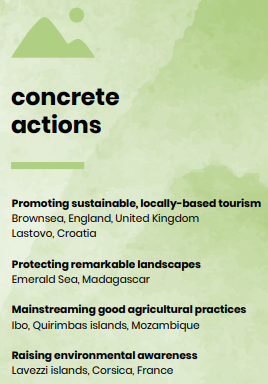 concrete
actions
Promoting sustainable, locally-based tourism
Brownsea, England, United Kingdom
Lastovo, Croatia
Protecting remarkable landscapes
Emerald Sea, Madagascar
Mainstreaming good agricultural practices
Ibo, Quirimbas islands, Mozambique
Raising environmental awareness
Lavezzi islands, Corsica, France